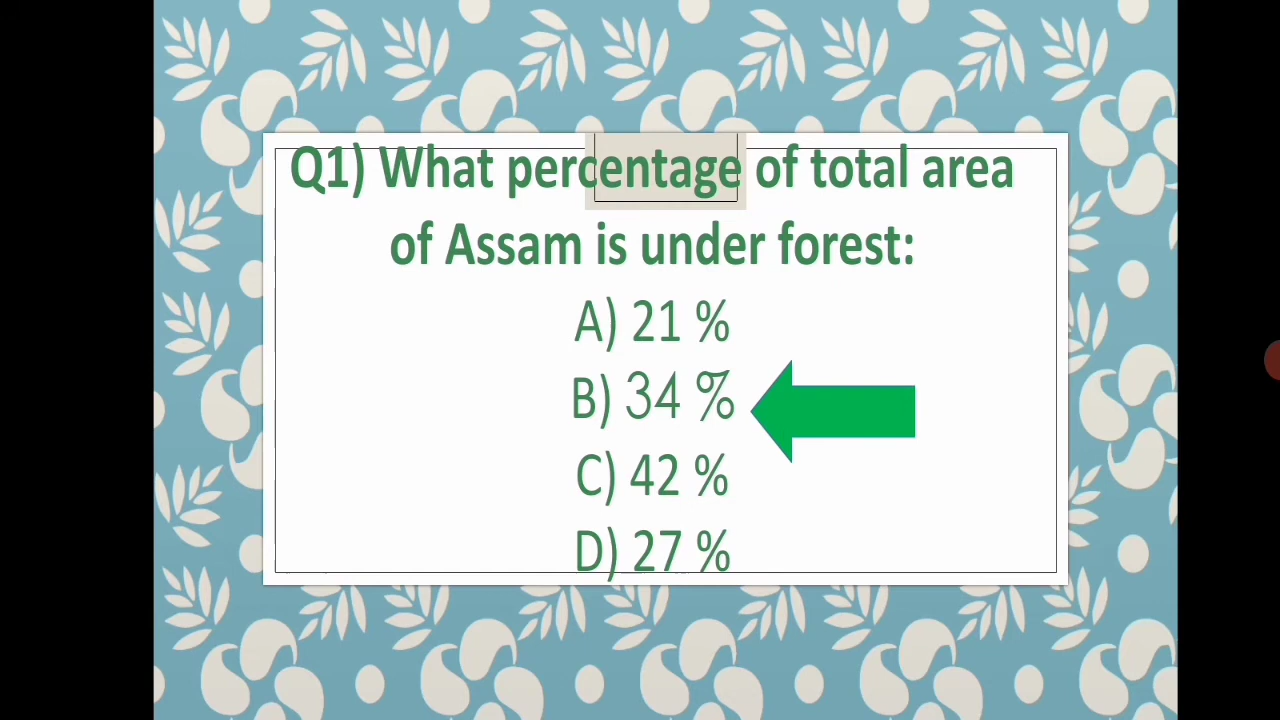 Q1) What percentage of total area
of Assam is under forest:
A) 21 %
B) 34 %
C) 42 %
D) 27 %